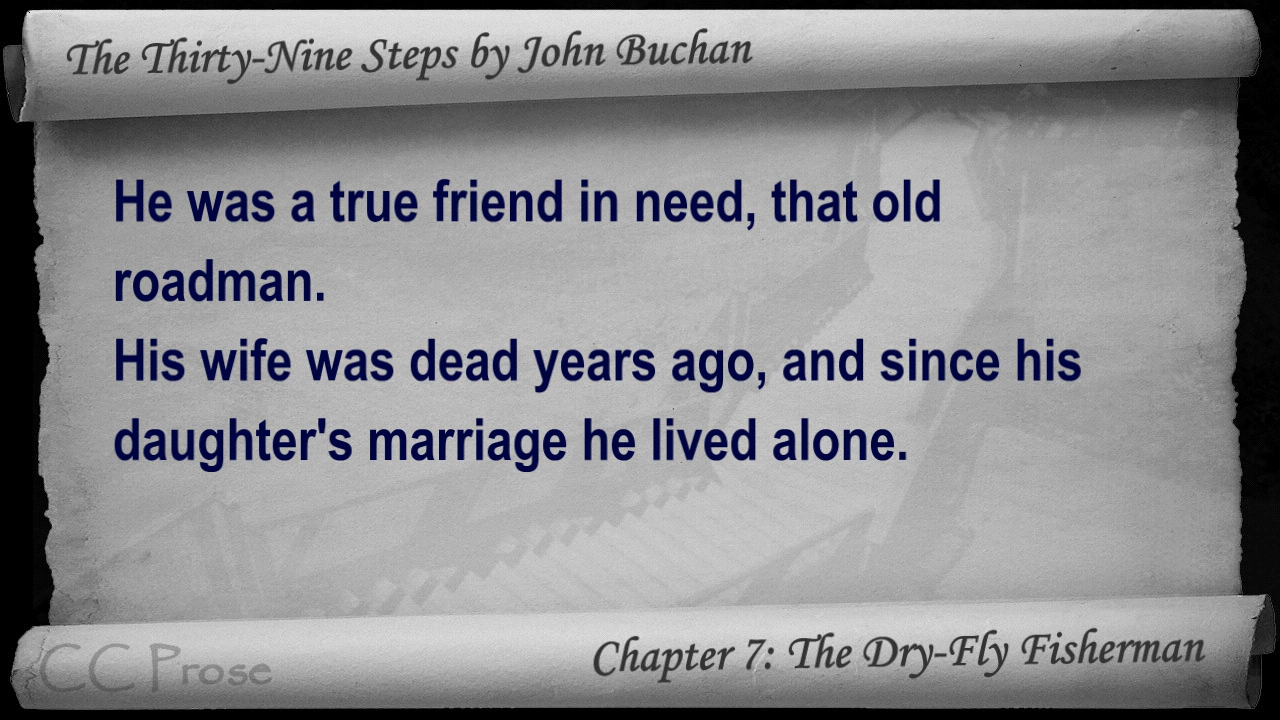 The Thirty-Nine Steps by John Buchan
He was a true friend in need, that old
roadman.
His wife was dead years ago, and since his
daughter's marriage he lived alone.
CC Prose
Chapter 7: The Dry-Fly Fisherman